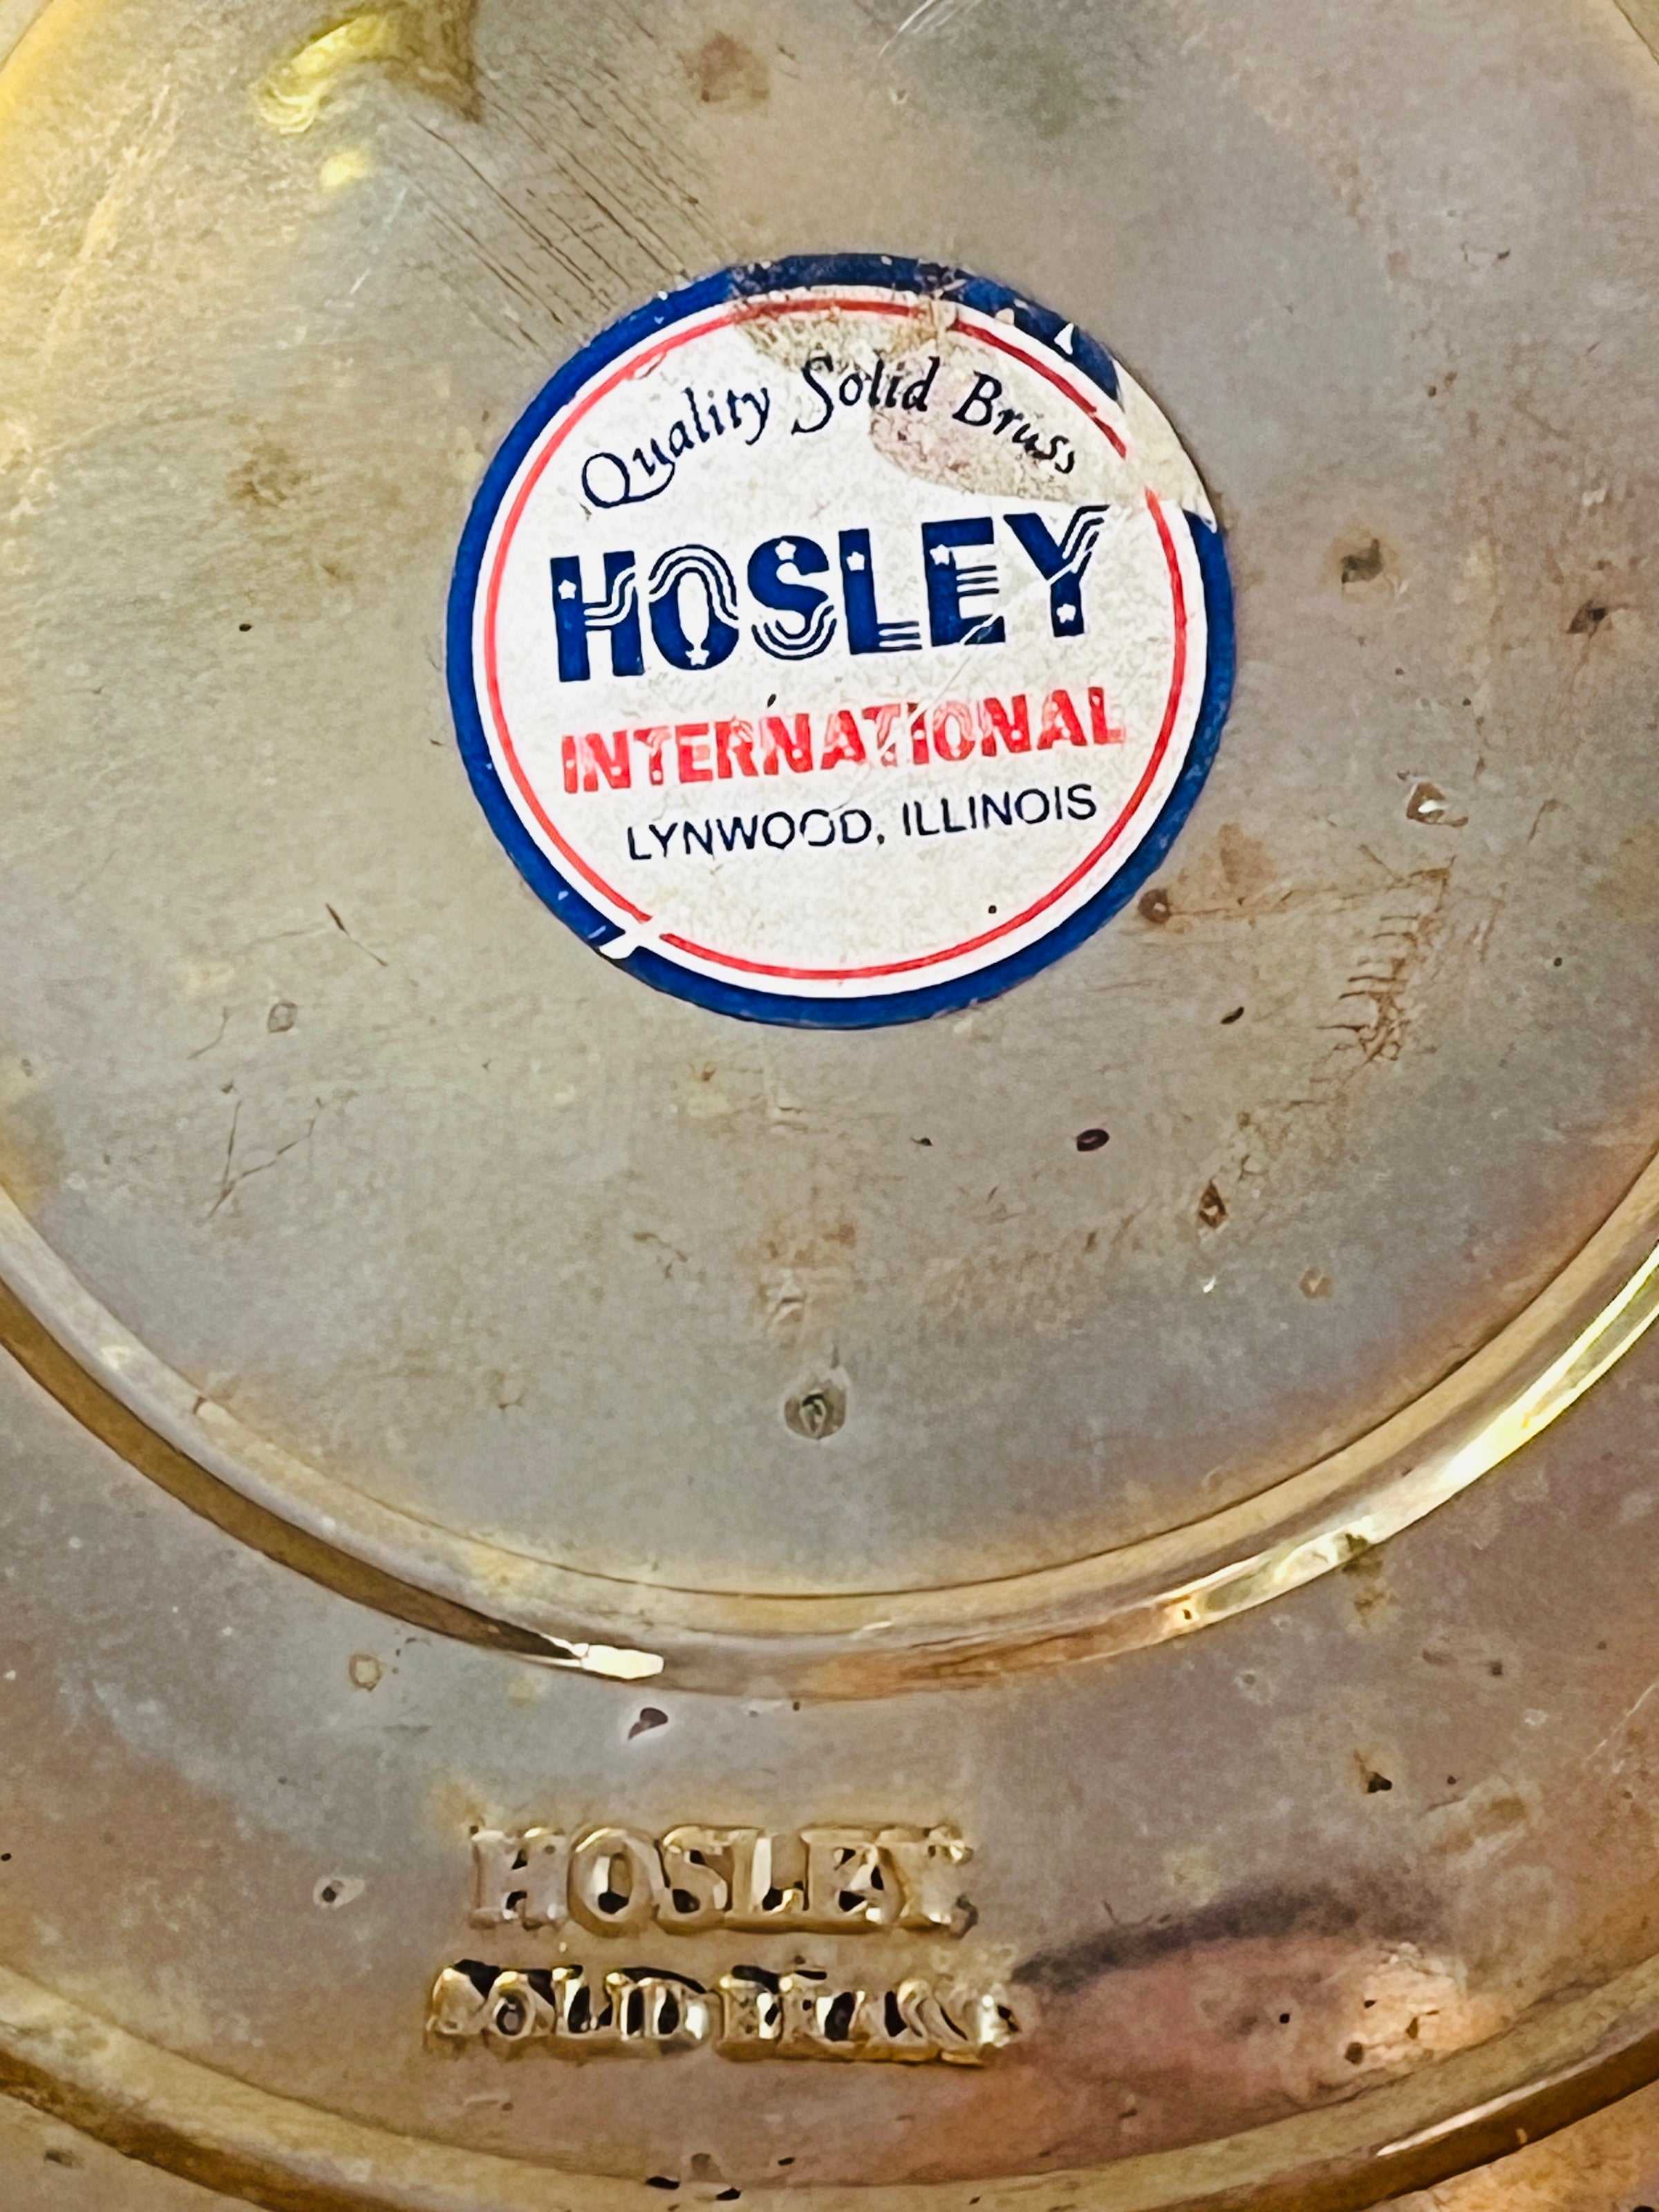 Quality Solid Brass
HOSLEY
INTERNATIONAL
LYNWOOD, ILLINOIS
HOSLEY
SOLID BRASS